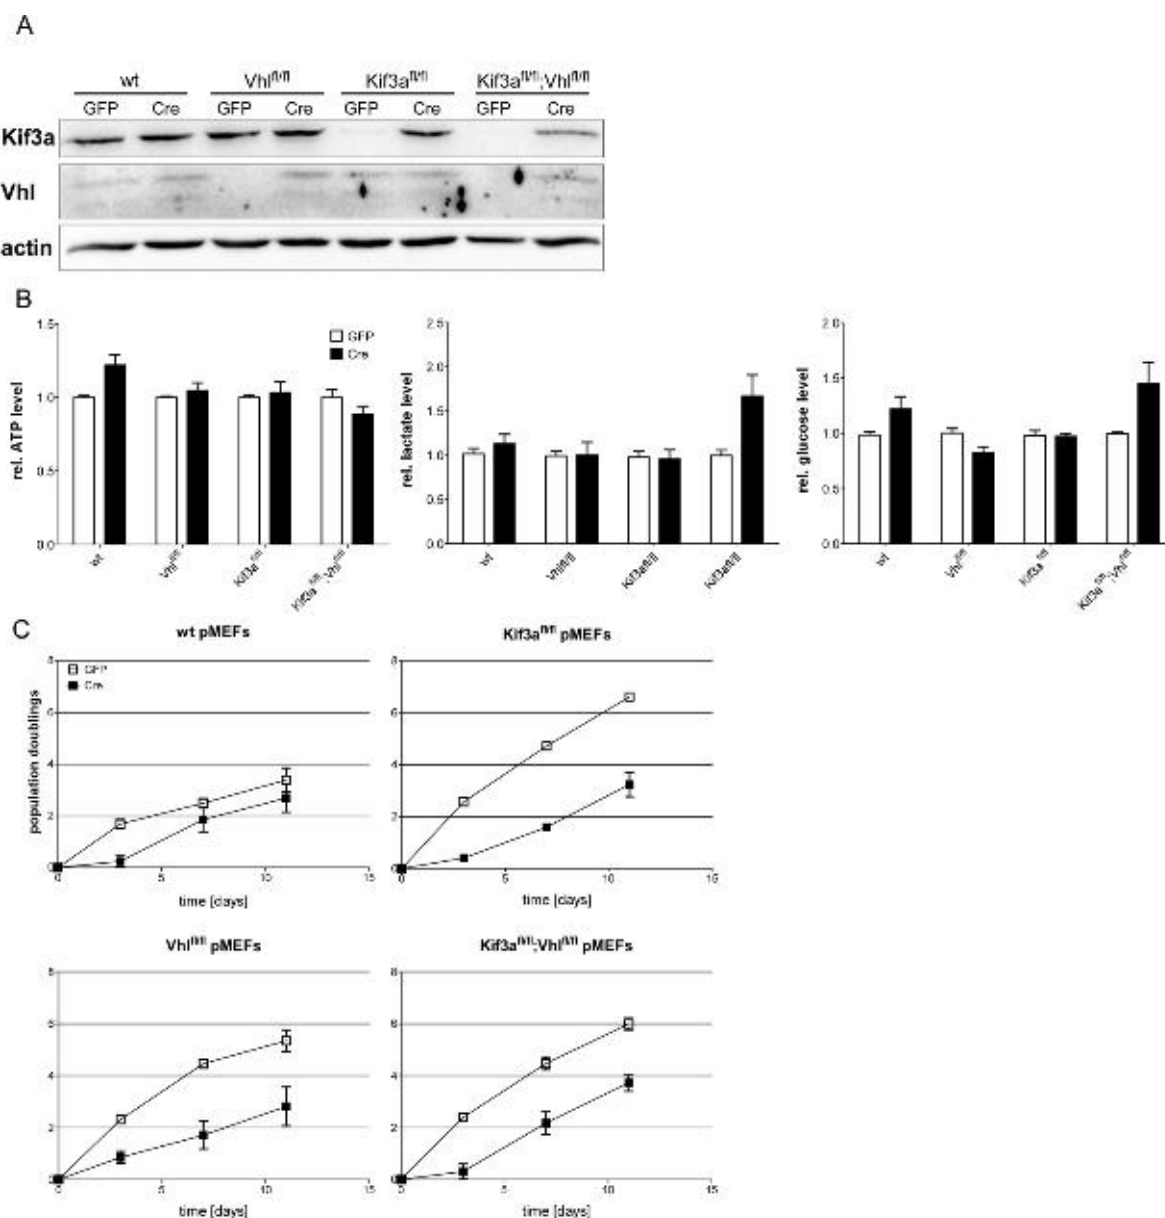 A
wt Vhl^fl/fl Kif3a^fl/fl Kif3a^fl/fl;Vhl^fl/fl
GFP Cre GFP Cre GFP Cre GFP Cre
Kif3a
Vhl
actin
B
rel. ATP level
1.5
1.0
0.5
0.0
GFP
Cre
wt Vhl^fl/fl Kif3a^fl/fl Kif3a^fl/fl;Vhl^fl/fl
rel. lactate level
2.5
2.0
1.5
1.0
0.5
0.0
wt Vhlfl/fl Kif3afl/fl Kif3afl/fl
rel. glucose level
2.0
1.5
1.0
0.5
0.0
wt Vhl^fl/fl Kif3a^fl/fl Kif3a^fl/fl;Vhl^fl/fl
C
wt pMEFs
population doublings
8
6
4
2
0
GFP
Cre
0 5 10 15
time [days]
Kif3a^fl/fl pMEFs
8
6
4
2
0
0 5 10 15
time [days]
Vhl^fl/fl pMEFs
8
6
4
2
0
0 5 10 15
time [days]
Kif3a^fl/fl;Vhl^fl/fl pMEFs
8
6
4
2
0
0 5 10 15
time [days]